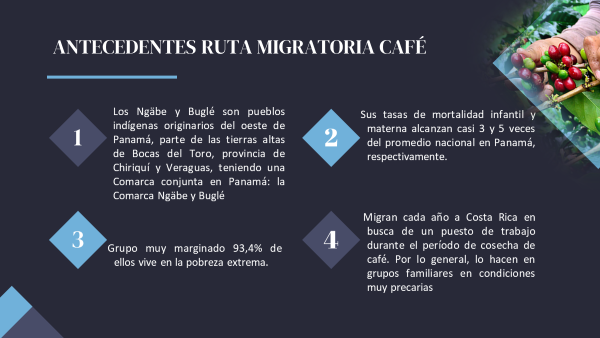 ANTECEDENTES RUTA MIGRATORIA CAFÉ
1
Los Ngäbe y Buglé son pueblos
indígenas originarios del oeste de
Panamá, parte de las tierras altas
de Bocas del Toro, provincia de
Chiriquí y Veraguas, teniendo una
Comarca conjunta en Panamá: la
Comarca Ngäbe y Buglé
2
Sus tasas de mortalidad infantil y
materna alcanzan casi 3 y 5 veces
del promedio nacional en Panamá,
respectivamente.
3
Grupo muy marginado 93,4% de
ellos vive en la pobreza extrema.
4
Migran cada año a Costa Rica en
busca de un puesto de trabajo
durante el período de cosecha de
café. Por lo general, lo hacen en
grupos familiares en condiciones
muy precarias